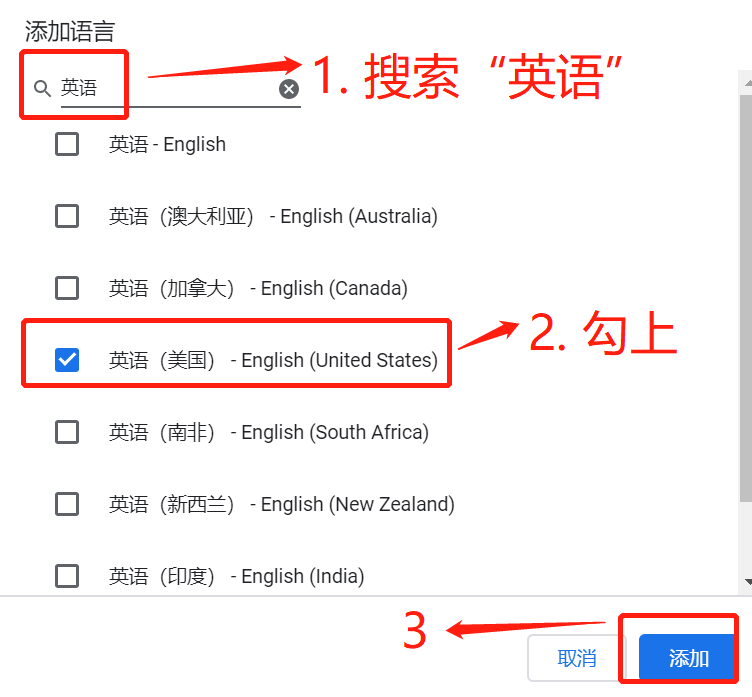 添加语言
英语
1. 搜索“英语”
英语 - English
英语（澳大利亚） - English (Australia)
英语（加拿大） - English (Canada)
英语（美国） - English (United States)
2. 勾上
英语（南非） - English (South Africa)
英语（新西兰） - English (New Zealand)
英语（印度） - English (India)
3
取消
添加